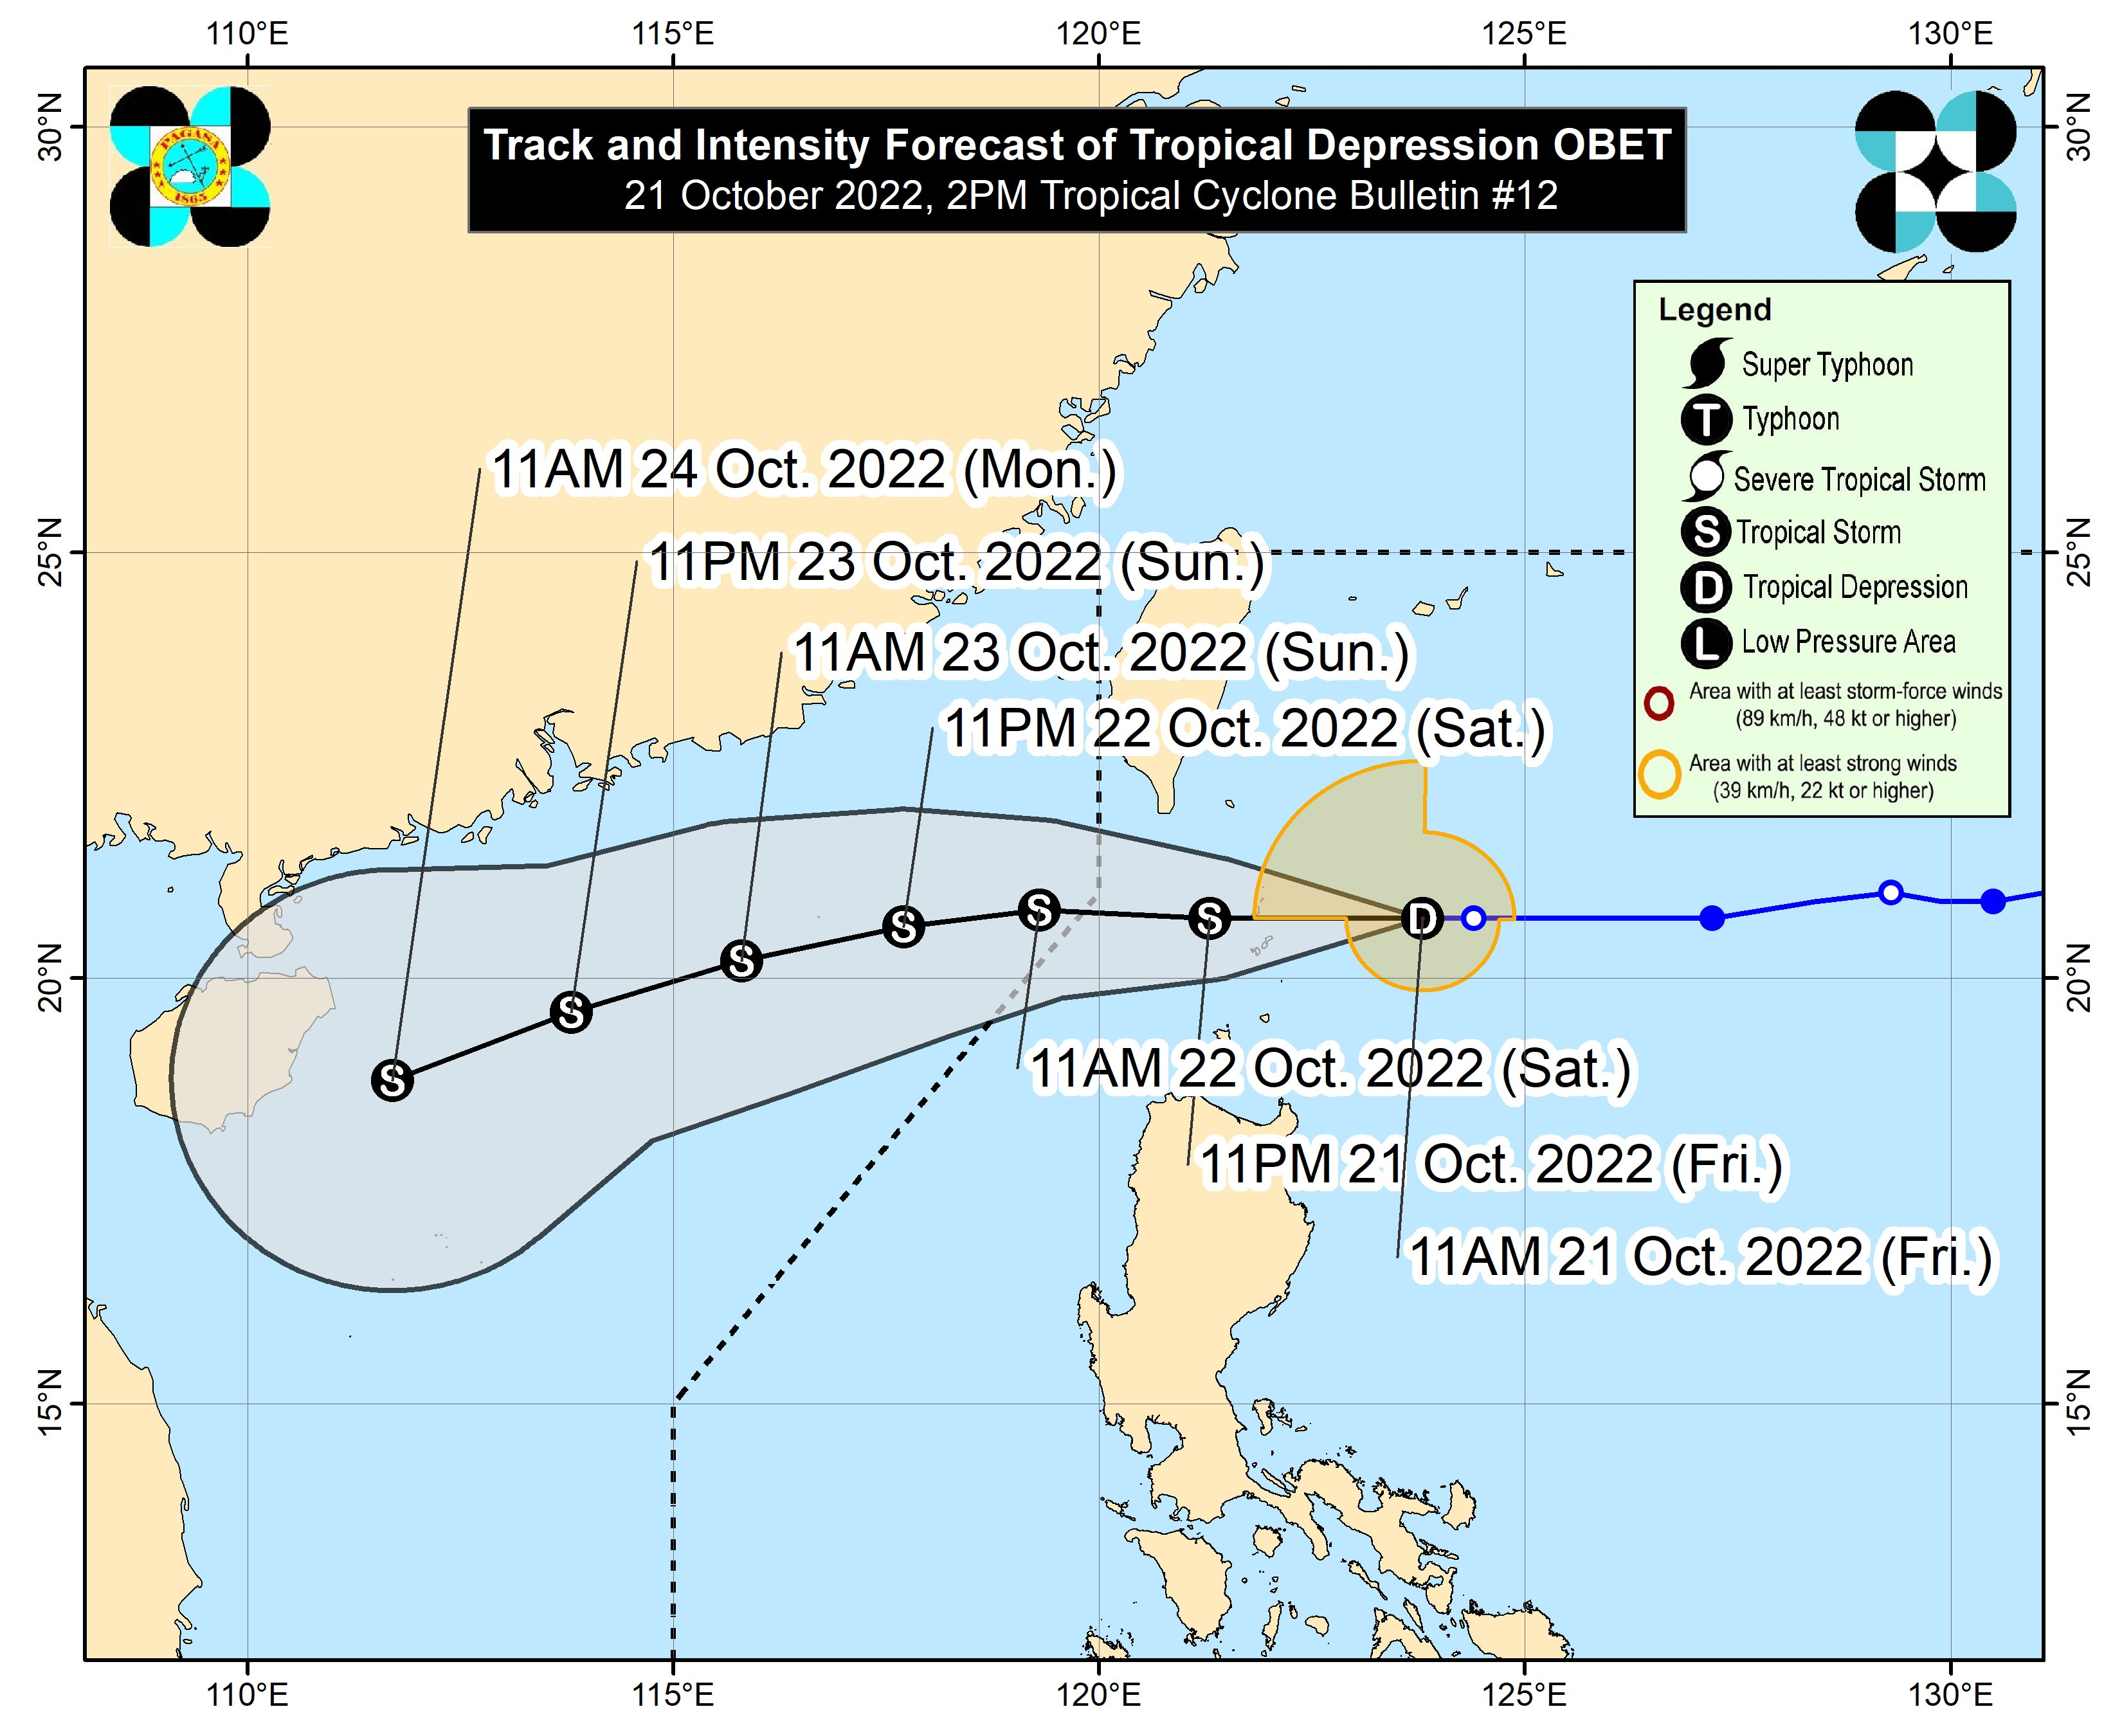 110°E 115°E 120°E 125°E 130°E
30°N 30°N
PAGASA
1865
Track and Intensity Forecast of Tropical Depression OBET
21 October 2022, 2PM Tropical Cyclone Bulletin #12
Legend
Super Typhoon
T Typhoon
Severe Tropical Storm
S Tropical Storm
D Tropical Depression
L Low Pressure Area
Area with at least storm-force winds
(89 km/h, 48 kt or higher)
Area with at least strong winds
(39 km/h, 22 kt or higher)
11AM 24 Oct. 2022 (Mon.)
25°N 25°N
11PM 23 Oct. 2022 (Sun.)
11AM 23 Oct. 2022 (Sun.)
11PM 22 Oct. 2022 (Sat.)
S S S S S S D
20°N 20°N
11AM 22 Oct. 2022 (Sat.)
11PM 21 Oct. 2022 (Fri.)
11AM 21 Oct. 2022 (Fri.)
15°N 15°N
110°E 115°E 120°E 125°E 130°E